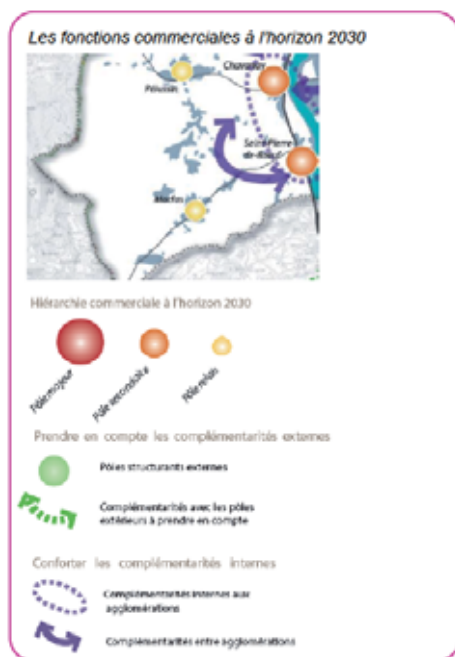 Les fonctions commerciales à l'horizon 2030
Chavanay
Pélussin
Saint-Pierre-
de-Boeuf
Maclas
Hiérarchie commerciale à l'horizon 2030
Pôle majeur
Pôle secondaire
Pôle relais
Prendre en compte les complémentarités externes
Pôles structurants externes
Complémentarités avec les pôles
extérieurs à prendre en compte
Conforter les complémentarités internes
Complémentarités internes aux
agglomérations
Complémentarités entre agglomérations